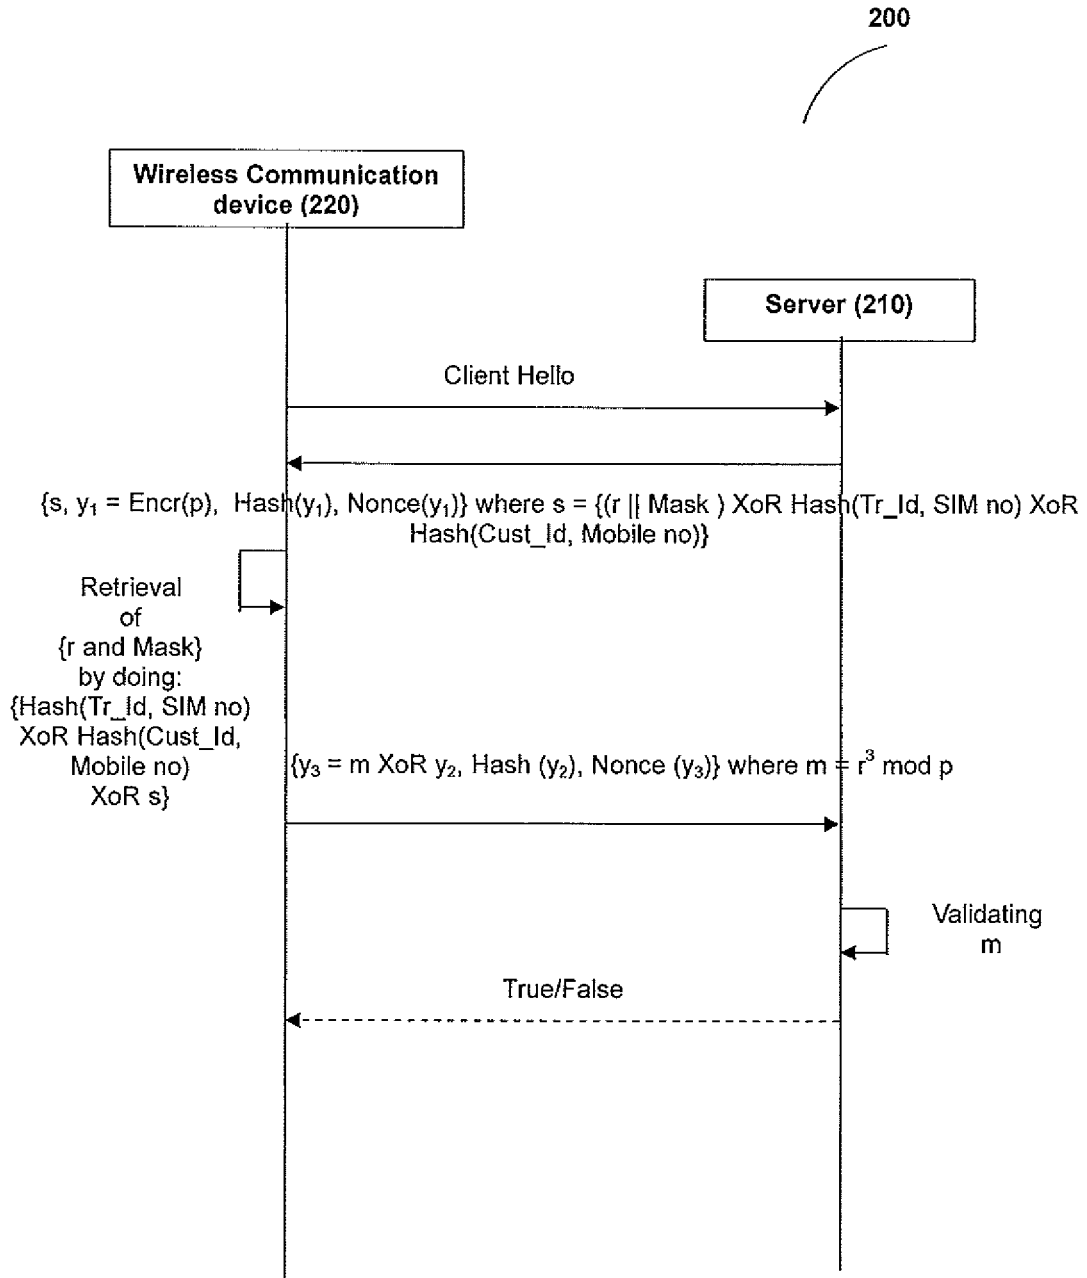 200
Wireless Communication
device (220)
Server (210)
Client Hello
{s, y₁ = Encr(p), Hash(y₁), Nonce(y₁)} where s = {(r || Mask ) XoR Hash(Tr_Id, SIM no) XoR
Hash(Cust_Id, Mobile no)}
Retrieval
of
{r and Mask}
by doing:
{Hash(Tr_Id, SIM no)
XoR Hash(Cust_Id,
Mobile no)
XoR s}
{y₃ = m XoR y₂, Hash (y₂), Nonce (y₃)} where m = r³ mod p
Validating
m
True/False